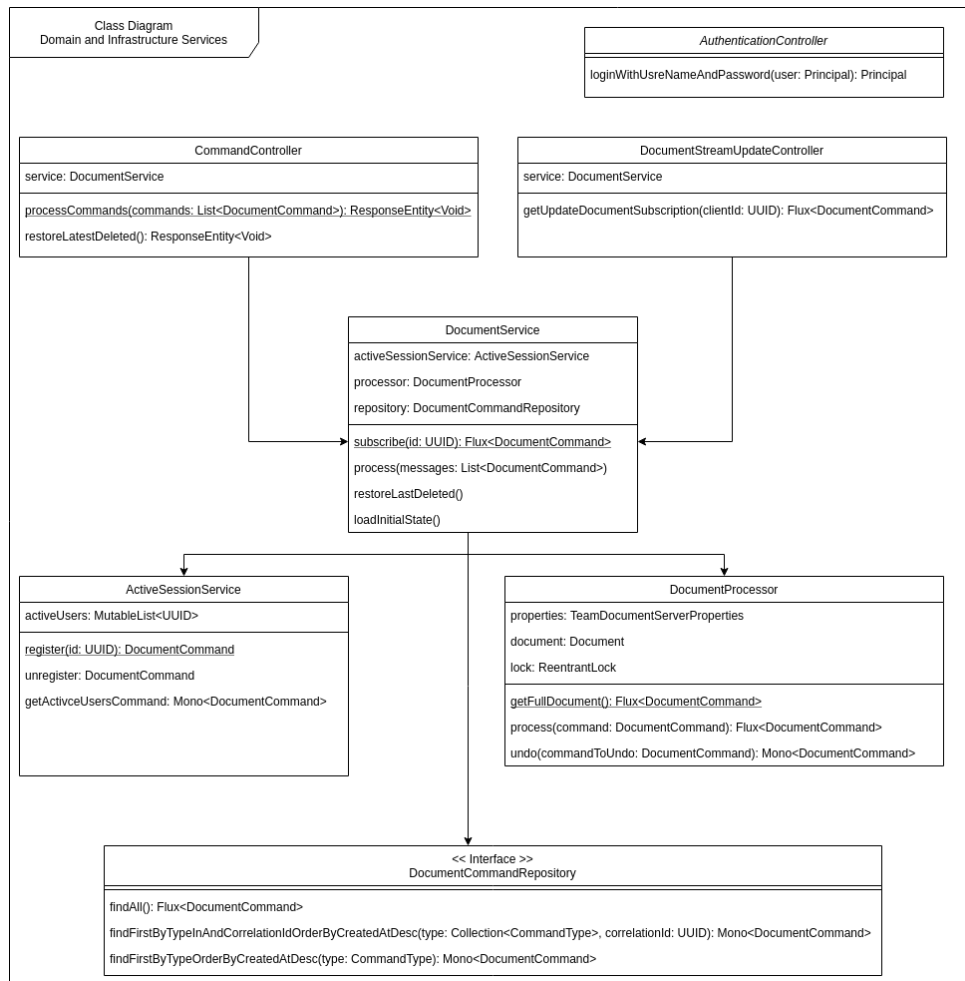 Class Diagram
Domain and Infrastructure Services
AuthenticationController
loginWithUsreNameAndPassword(user: Principal): Principal
CommandController
service: DocumentService
processCommands(commands: List<DocumentCommand>): ResponseEntity<Void>
restoreLatestDeleted(): ResponseEntity<Void>
DocumentStreamUpdateController
service: DocumentService
getUpdateDocumentSubscription(clientId: UUID): Flux<DocumentCommand>
DocumentService
activeSessionService: ActiveSessionService
processor: DocumentProcessor
repository: DocumentCommandRepository
subscribe(id: UUID): Flux<DocumentCommand>
process(messages: List<DocumentCommand>)
restoreLastDeleted()
loadInitialState()
ActiveSessionService
activeUsers: MutableList<UUID>
register(id: UUID): DocumentCommand
unregister: DocumentCommand
getActivceUsersCommand: Mono<DocumentCommand>
DocumentProcessor
properties: TeamDocumentServerProperties
document: Document
lock: ReentrantLock
getFullDocument(): Flux<DocumentCommand>
process(command: DocumentCommand): Flux<DocumentCommand>
undo(commandToUndo: DocumentCommand): Mono<DocumentCommand>
<< Interface >>
DocumentCommandRepository
findAll(): Flux<DocumentCommand>
findFirstByTypeInAndCorrelationIdOrderByCreatedAtDesc(type: Collection<CommandType>, correlationId: UUID): Mono<DocumentCommand>
findFirstByTypeOrderByCreatedAtDesc(type: CommandType): Mono<DocumentCommand>